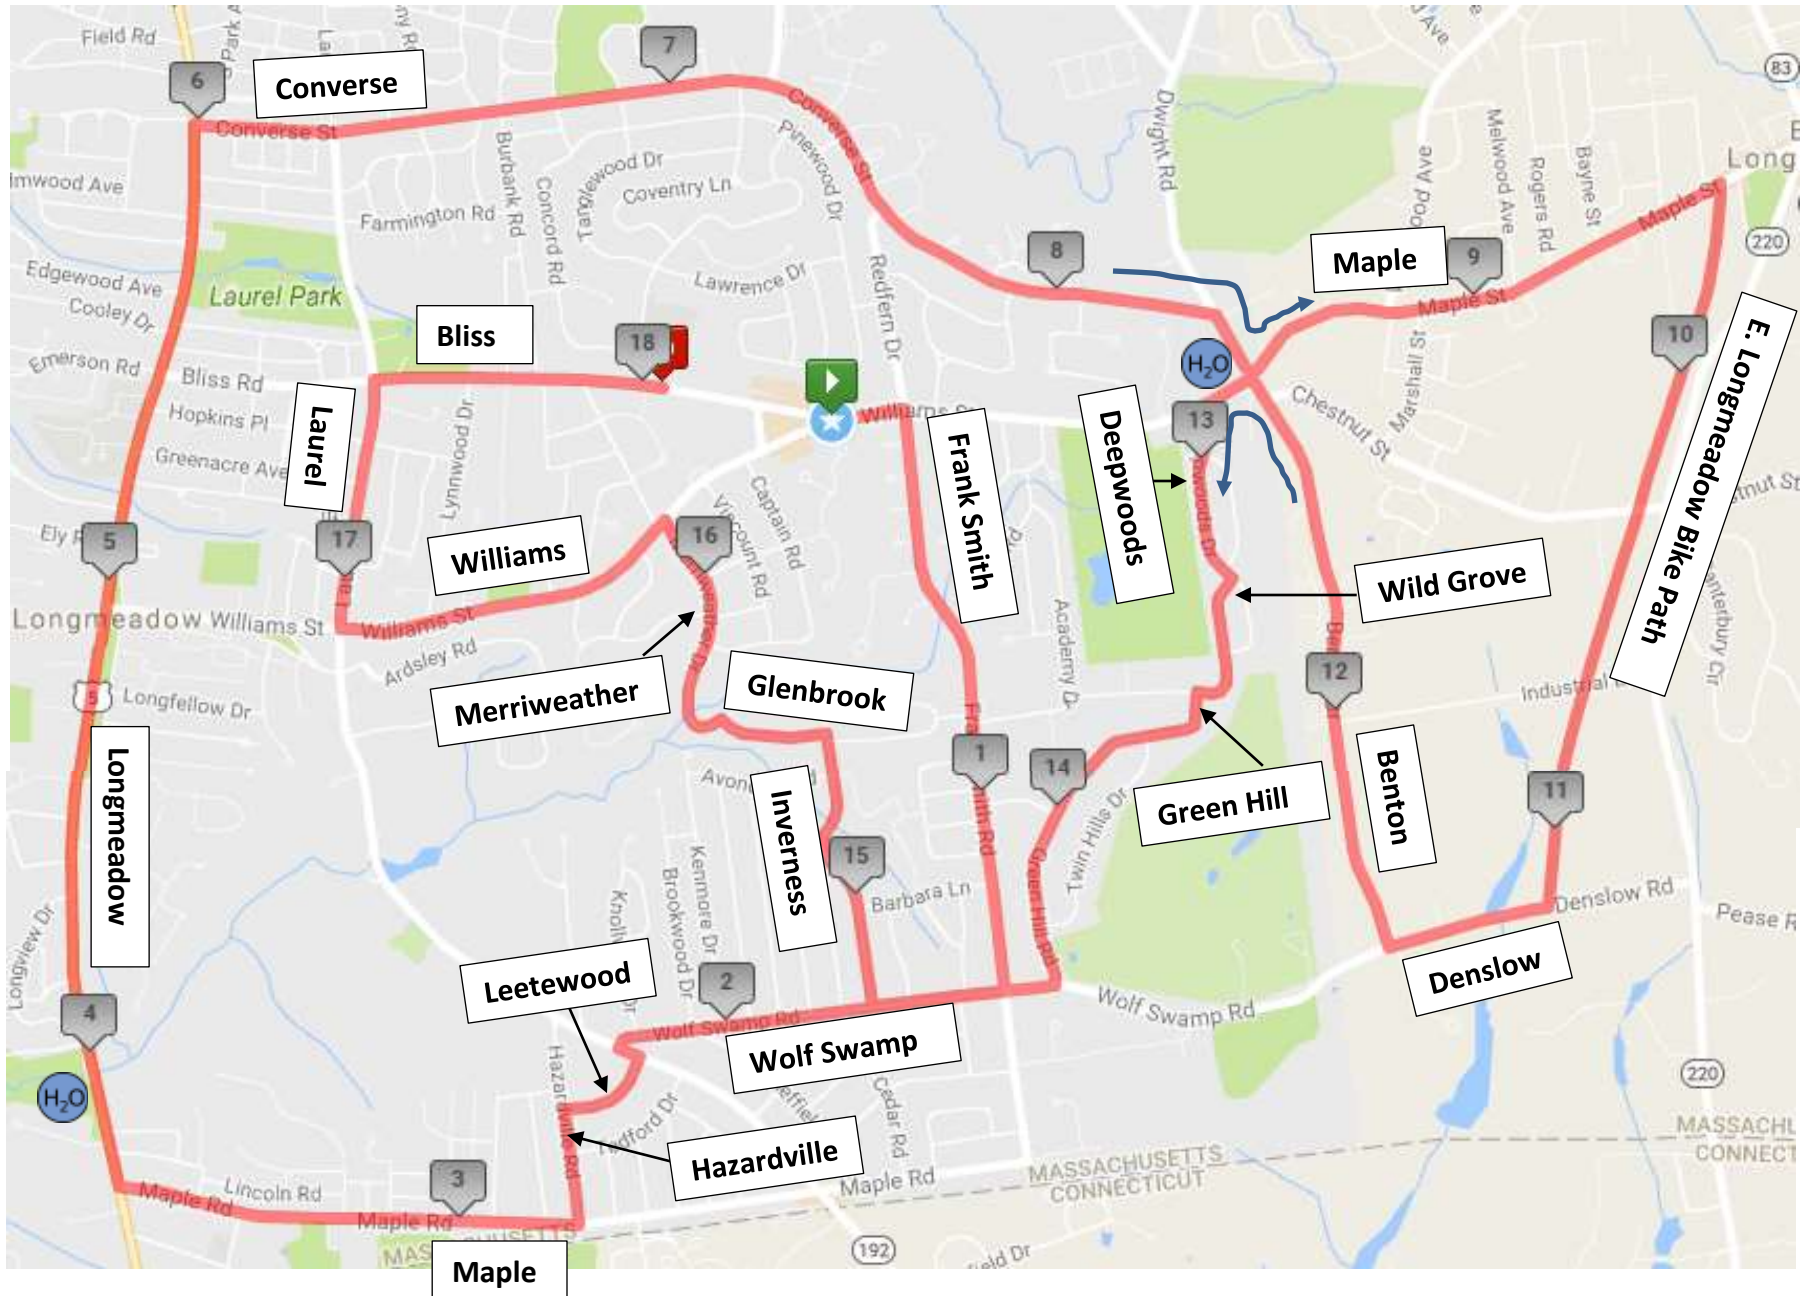 Field Rd
6
Converse
7
83
Converse St
Converse St
Dwight Rd
Melwood Ave
Rogers Rd
Bayne St
Long
Pinewood Dr
Burbank Rd
Concord Rd
Coventry Ln
Farmington Rd
Maple St
220
Edgewood Ave
Laurel Park
Cooley Dr
Lawrence Dr
Redfern Dr
8
Maple
9
Maple St
Emerson Rd
Bliss Rd
Bliss
18
H2O
10
E. Longmeadow Bike Path
Hopkins Pl
Greenacre Ave
Laurel
Lynnwood Dr
Williams St
Frank Smith
Deepwoods
13
Chestnut St
Marshall St
5
17
Williams
16
Viscount Rd
Captain Rd
Wild Grove
Longmeadow
Williams St
Williams St
Ardsley Rd
Academy D
Merriweather
Glenbrook
12
Industrial
5
Longfellow Dr
Longmeadow
Inverness
1
14
Green Hill
Benton
11
Twin Hills Dr
15
Kenmore Dr
Brookwood Dr
Barbara Ln
Green Hill Rd
Denslow Rd
Pease R
Longview Dr
Leetewood
2
Wolf Swamp Rd
Wolf Swamp
Wolf Swamp Rd
Denslow
4
H2O
Hazardville Rd
Hazardville
Cedar Rd
220
3
Lincoln Rd
Maple Rd
Maple Rd
Maple Rd
MASSACHUSETTS
CONNECTICUT
MASSACHU
CONNECT
MASSACHUSETTS
Maple
192